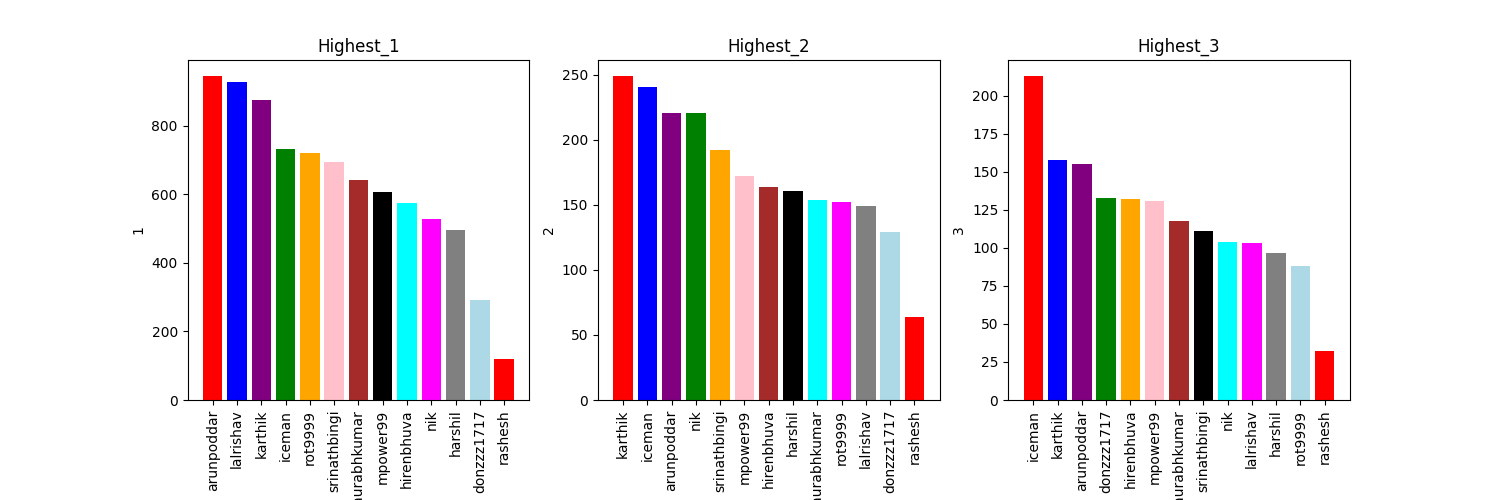 Highest_1
1
800
600
400
200
0
arunpoddar
lalrishav
karthik
iceman
rot9999
srinathbingi
aurabhkumar
mpower99
hirenbhuva
nik
harshil
donzzz1717
rashesh
Highest_2
2
250
200
150
100
50
0
karthik
iceman
arunpoddar
nik
srinathbingi
mpower99
hirenbhuva
harshil
aurabhkumar
rot9999
lalrishav
donzzz1717
rashesh
Highest_3
3
200
175
150
125
100
75
50
25
0
iceman
karthik
arunpoddar
donzzz1717
hirenbhuva
mpower99
aurabhkumar
srinathbingi
nik
lalrishav
harshil
rot9999
rashesh